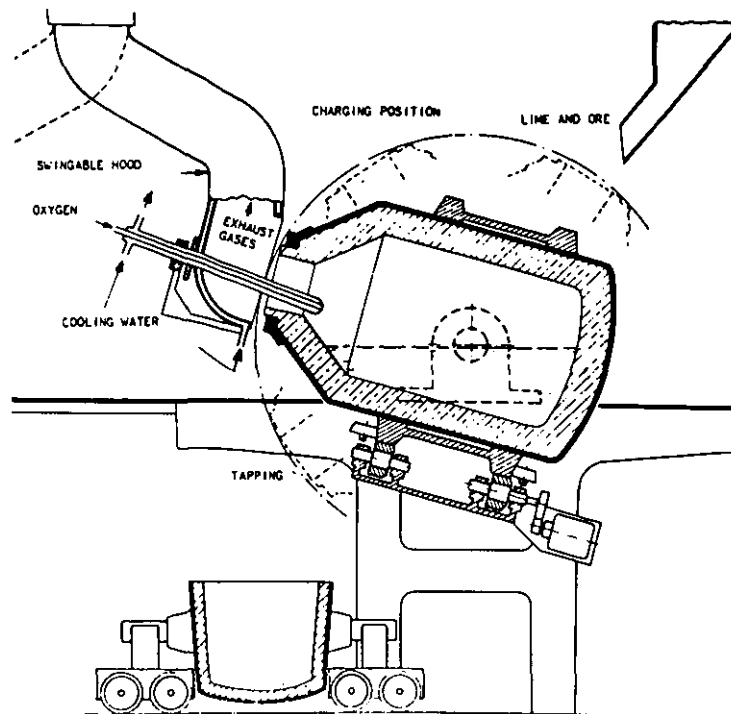 CHARGING POSITION
LIME AND ORE
SWINGABLE HOOD
OXYGEN
EXHAUST
GASES
COOLING WATER
TAPPING